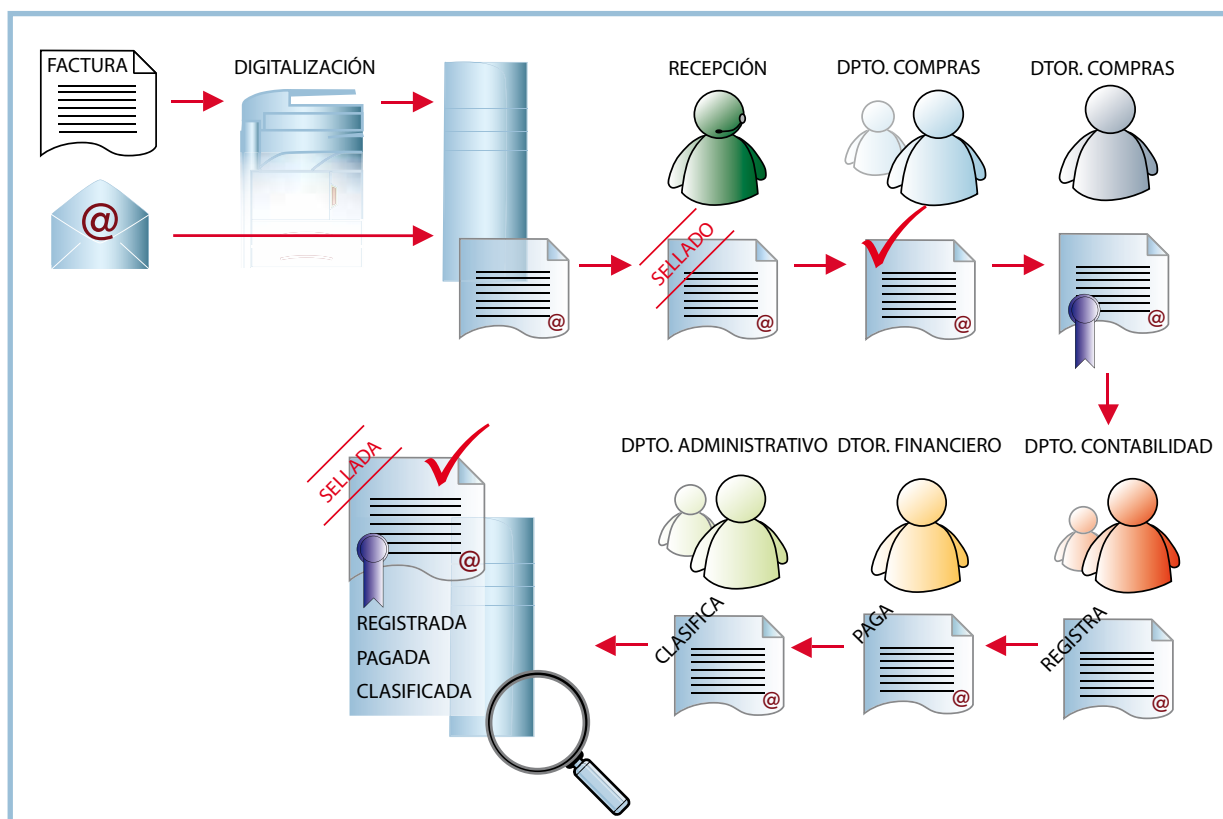 FACTURA
DIGITALIZACIÓN
RECEPCIÓN
DPTO. COMPRAS
DTOR. COMPRAS
@
SELLADO
@
@
@
@
DPTO. ADMINISTRATIVO
DTOR. FINANCIERO
DPTO. CONTABILIDAD
SELLADA
@
REGISTRADA
PAGADA
CLASIFICADA
CLASIFICA
@
PAGA
@
REGISTRA
@